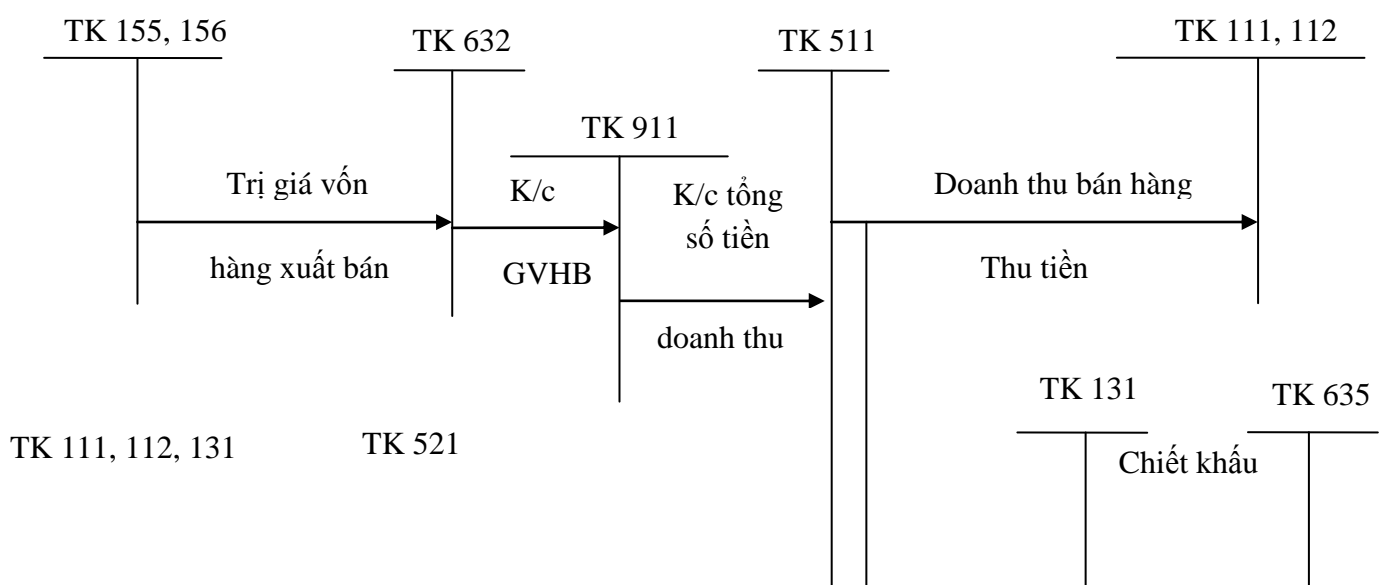 TK 155, 156
TK 632
TK 511
TK 111, 112
TK 911
Trị giá vốn
hàng xuất bán
K/c
GVHB
K/c tổng
số tiền
doanh thu
Doanh thu bán hàng
Thu tiền
TK 131
TK 635
TK 111, 112, 131
TK 521
Chiết khấu